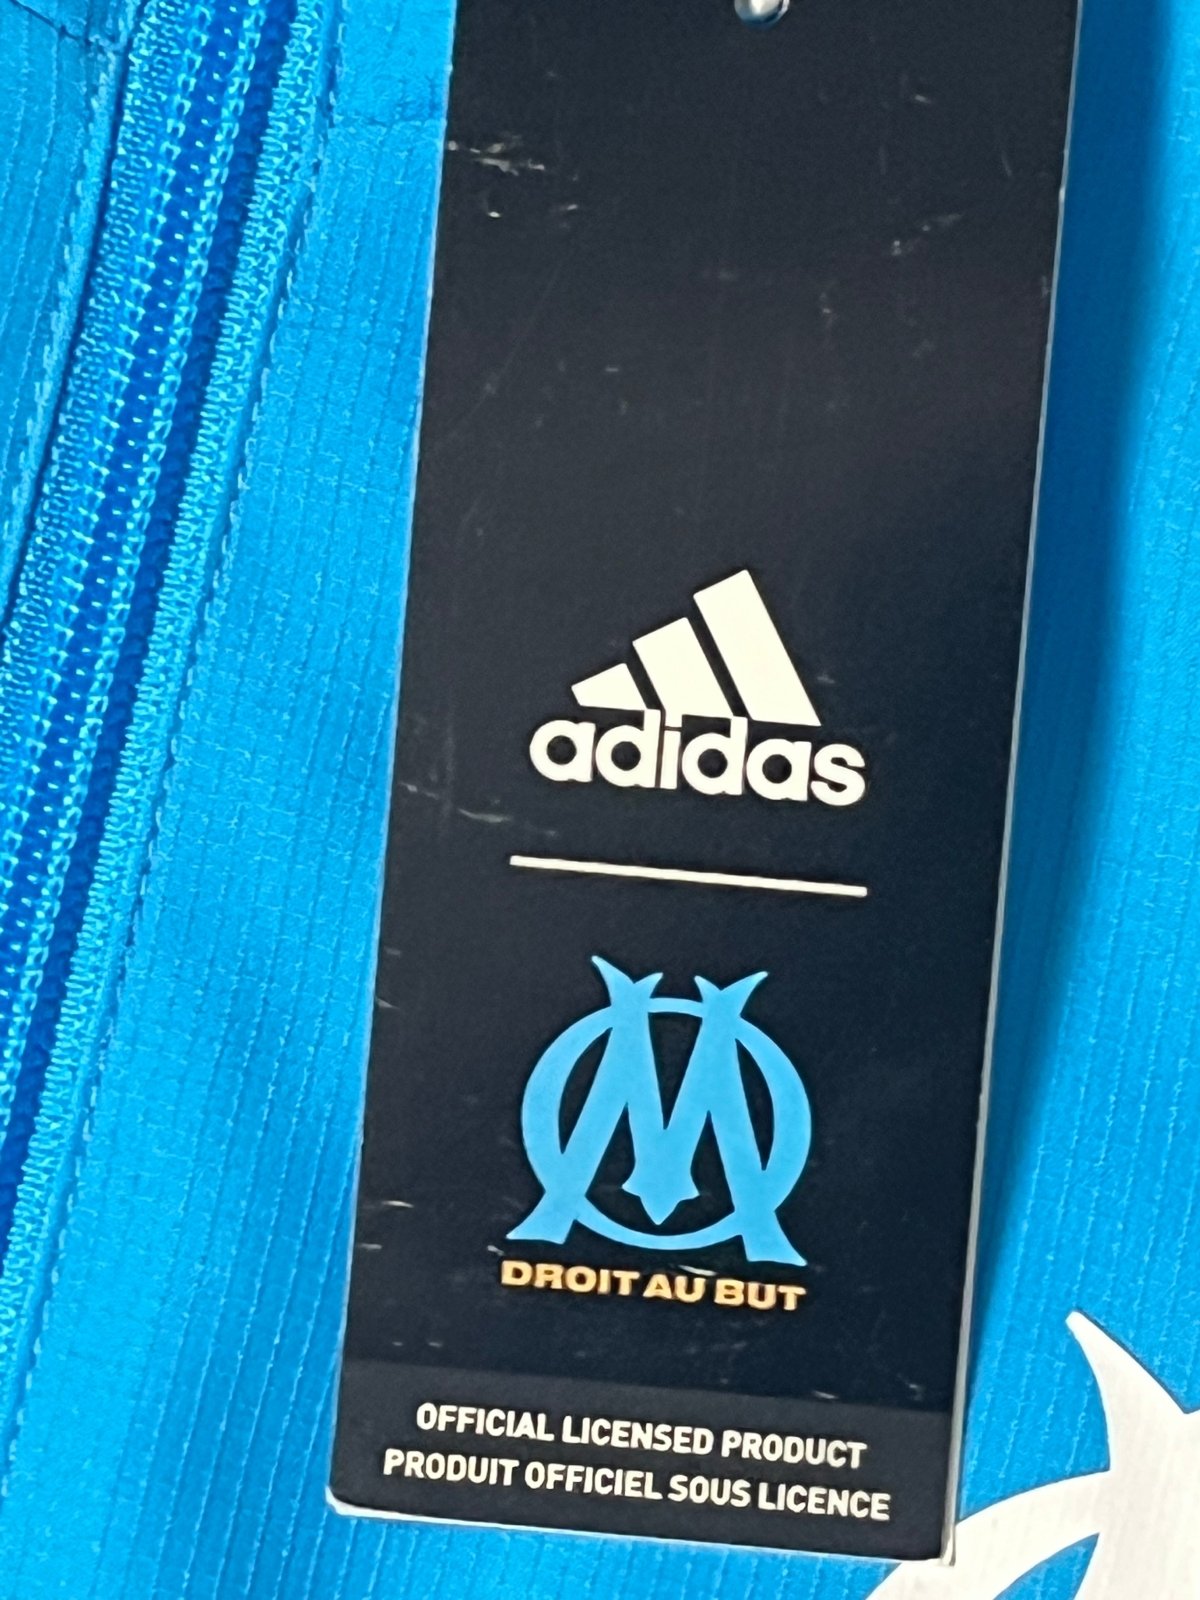 adidas
DROIT AU BUT
OFFICIAL LICENSED PRODUCT
PRODUIT OFFICIEL SOUS LICENCE